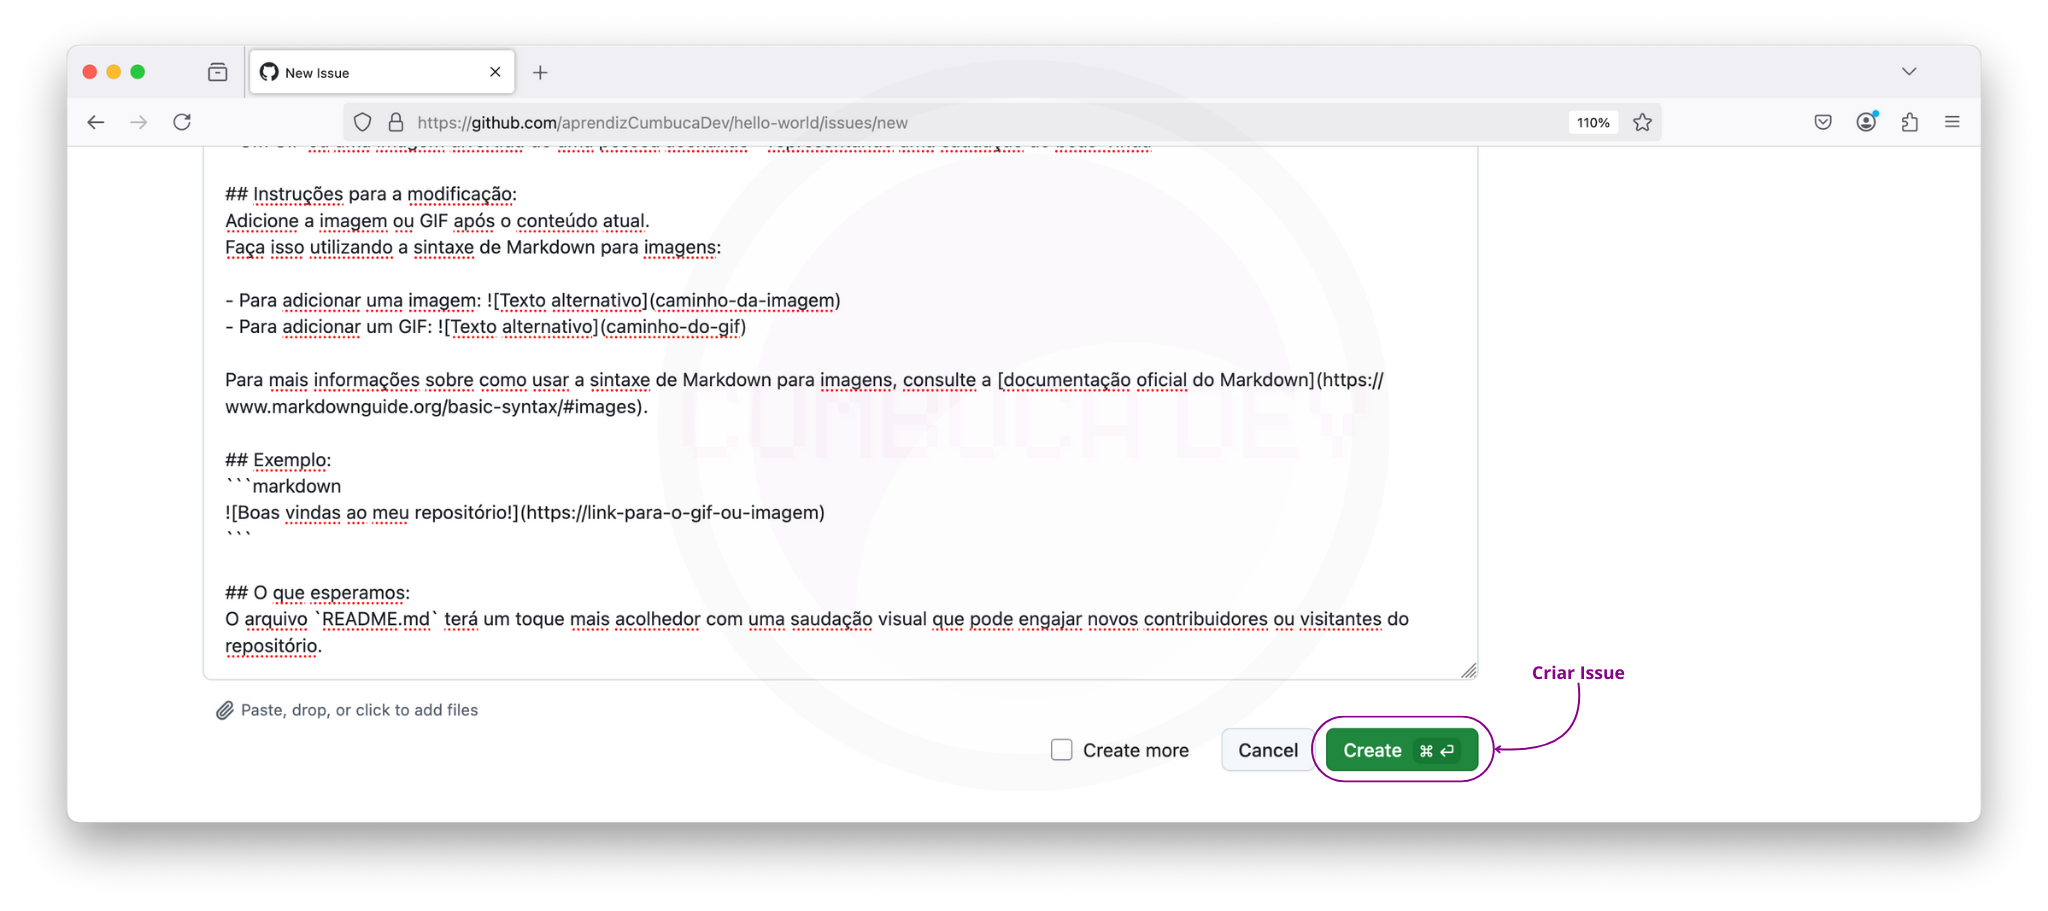 New Issue
https://github.com/aprendizCumbucaDev/hello-world/issues/new
110%
## Instruções para a modificação:
Adicione a imagem ou GIF após o conteúdo atual.
Faça isso utilizando a sintaxe de Markdown para imagens:
- Para adicionar uma imagem: ![Texto alternativo](caminho-da-imagem)
- Para adicionar um GIF: ![Texto alternativo](caminho-do-gif)
Para mais informações sobre como usar a sintaxe de Markdown para imagens, consulte a [documentação oficial do Markdown](https://
www.markdownguide.org/basic-syntax/#images).
## Exemplo:
```markdown
![Boas vindas ao meu repositório!](https://link-para-o-gif-ou-imagem)
```
## O que esperamos:
O arquivo `README.md` terá um toque mais acolhedor com uma saudação visual que pode engajar novos contribuidores ou visitantes do
repositório.
Paste, drop, or click to add files
Criar Issue
Create more
Cancel
Create ⌘ ⏎
CUMBUCA DEV